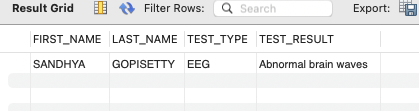 Result Grid Filter Rows: Search Export:
FIRST_NAME LAST_NAME TEST_TYPE TEST_RESULT
SANDHYA GOPISETTY EEG Abnormal brain waves